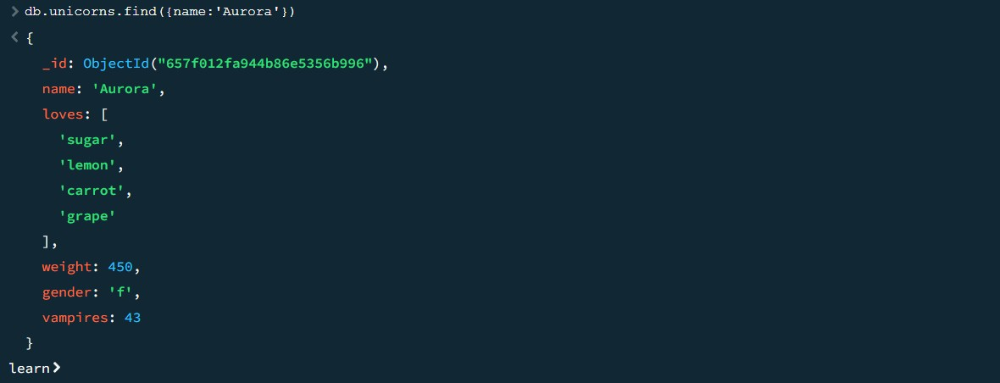 > db.unicorns.find({name:'Aurora'})
< {
_id: ObjectId("657f012fa944b86e5356b996"),
name: 'Aurora',
loves: [
'sugar',
'lemon',
'carrot',
'grape'
],
weight: 450,
gender: 'f',
vampires: 43
}
learn>